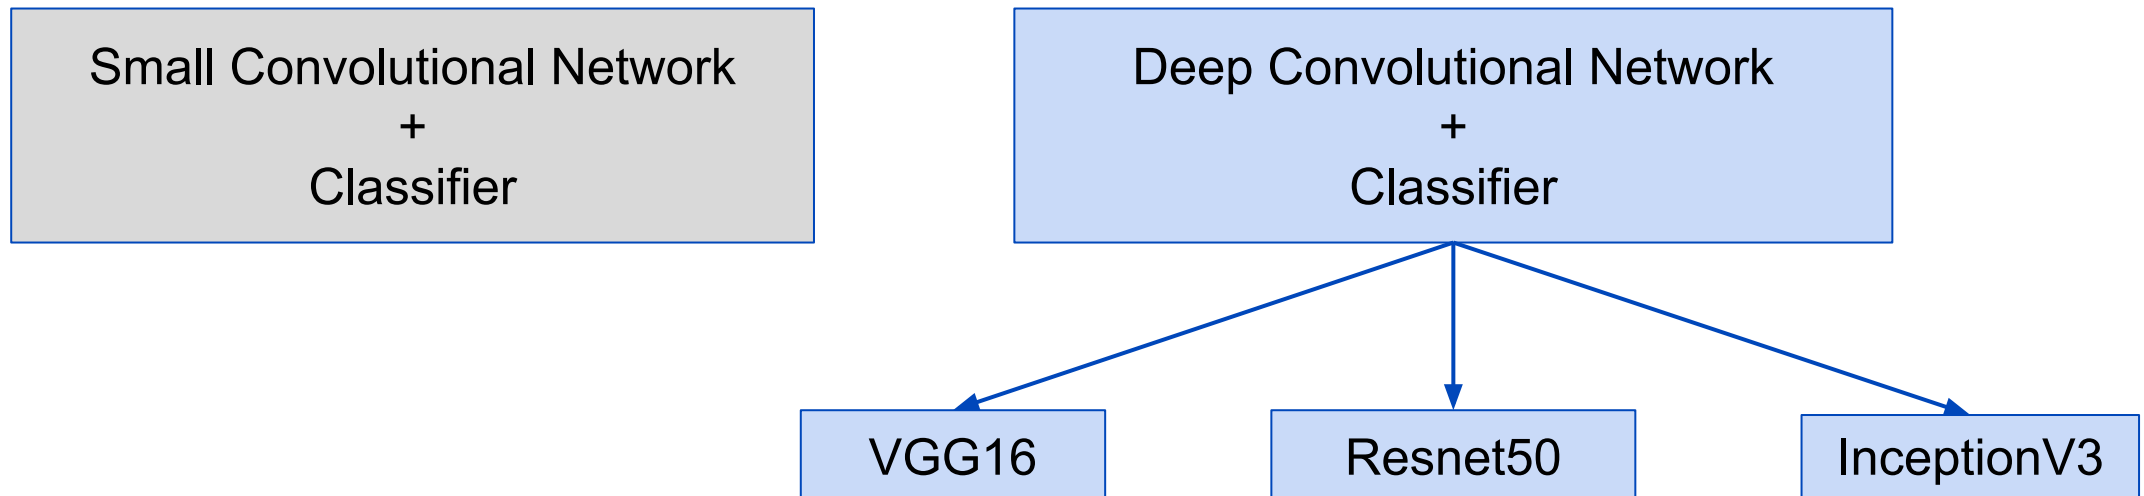 Small Convolutional Network
+
Classifier
Deep Convolutional Network
+
Classifier
VGG16
Resnet50
InceptionV3